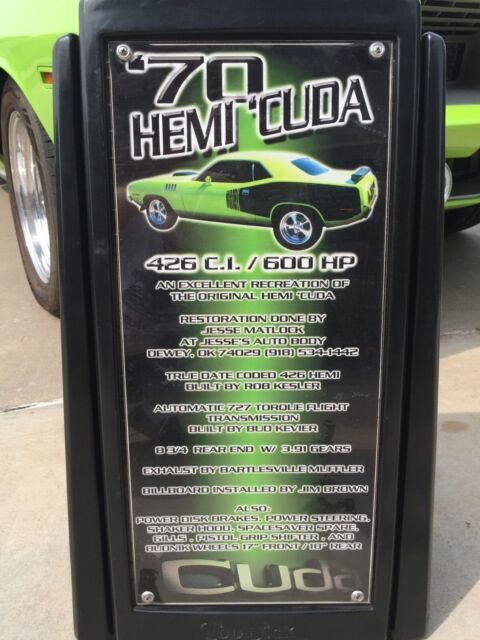 '70
HEMI 'CUDA
426 C.I. / 600 HP
AN EXCELLENT RECREATION OF
THE ORIGINAL HEMI 'CUDA
RESTORATION DONE BY
JESSE MATLOCK
AT JESSE'S AUTO BODY
DEWEY, OK 74029 (918) 534-1442
TRUE DATE CODED 426 HEMI
BUILT BY ROB KESLER
AUTOMATIC 727 TORQUE FLIGHT
TRANSMISSION
BUILT BY BUD KEVIER
8 3/4 REAR END W/ 3.91 GEARS
EXHAUST BY BARTLESVILLE MUFFLER
BILLBOARD INSTALLED BY JIM BROWN
ALSO:
POWER DISK BRAKES, POWER STEERING,
SHAKER HOOD, SPACESAVER SPARE,
GILLS , PISTOL GRIP SHIFTER , AND
BUDNIK WHEELS 17" FRONT / 18" REAR
Cuda